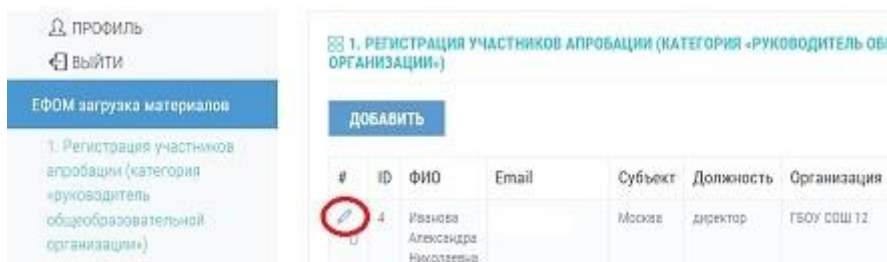 ПРОФИЛЬ
ВЫЙТИ
ЕФОМ загрузка материалов
1. Регистрация участников
апробации (категория
«руководитель
общеобразовательной
организации»)
1. РЕГИСТРАЦИЯ УЧАСТНИКОВ АПРОБАЦИИ (КАТЕГОРИЯ «РУКОВОДИТЕЛЬ ОБ
ОРГАНИЗАЦИИ»)
ДОБАВИТЬ
# ID ФИО Email Субъект Должность Организация
4 Иванова Москва директор ГБОУ СОШ 12
Александра
Николаевна